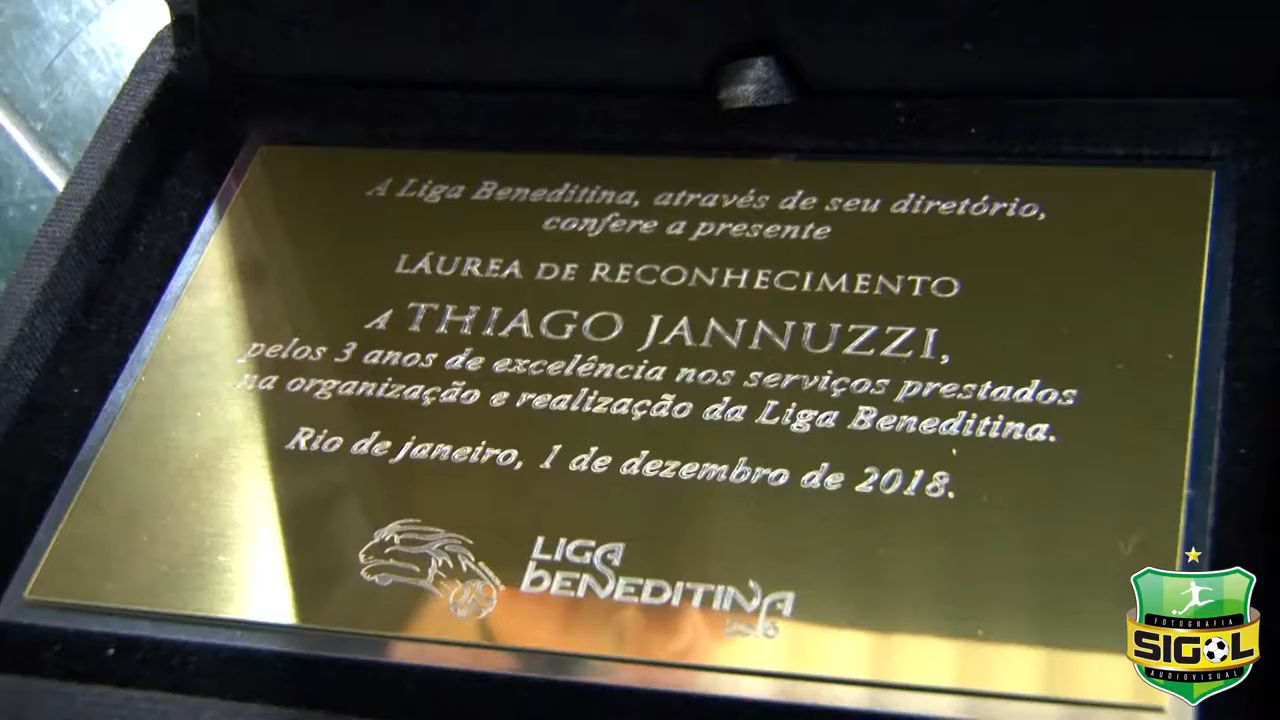 A Liga Beneditina, através de seu diretório,
confere a presente
LÁUREA DE RECONHECIMENTO
A THIAGO JANNUZZI,
pelos 3 anos de excelência nos serviços prestados
na organização e realização da Liga Beneditina.
Rio de janeiro, 1 de dezembro de 2018.
LIGA
BENEDITINA
FOTOGRAFIA
SIGOL
AUDIOVISUAL